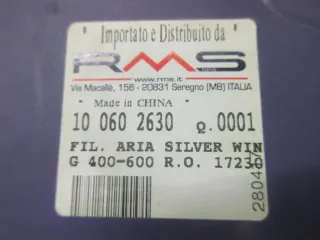 " Importato e Distribuito da
RMS
www.rms.it
Via Macallè, 156 - 20831 Seregno (MB) ITALIA
" Made in CHINA "
10 060 2630 Q.0001
FIL. ARIA SILVER WIN
G 400-600 R.O. 17230
28040